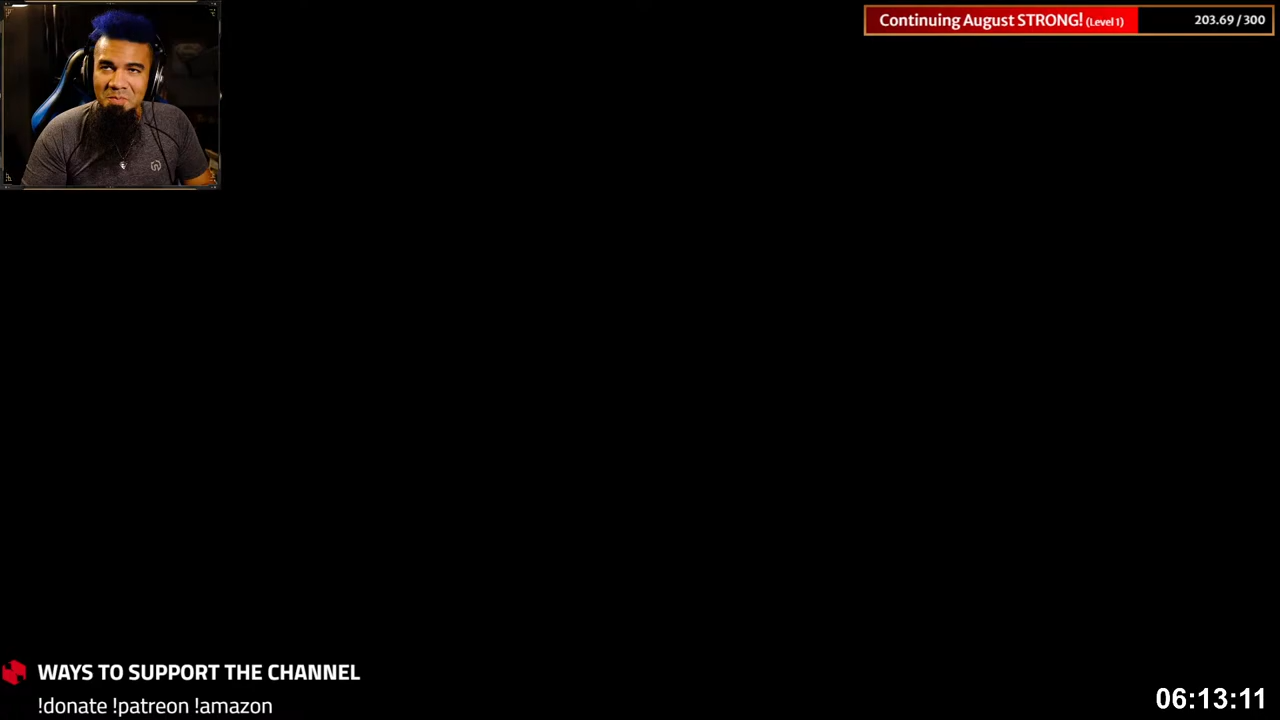 Continuing August STRONG! (Level 1) 203.69 / 300
WAYS TO SUPPORT THE CHANNEL
!donate !patreon !amazon
06:13:11